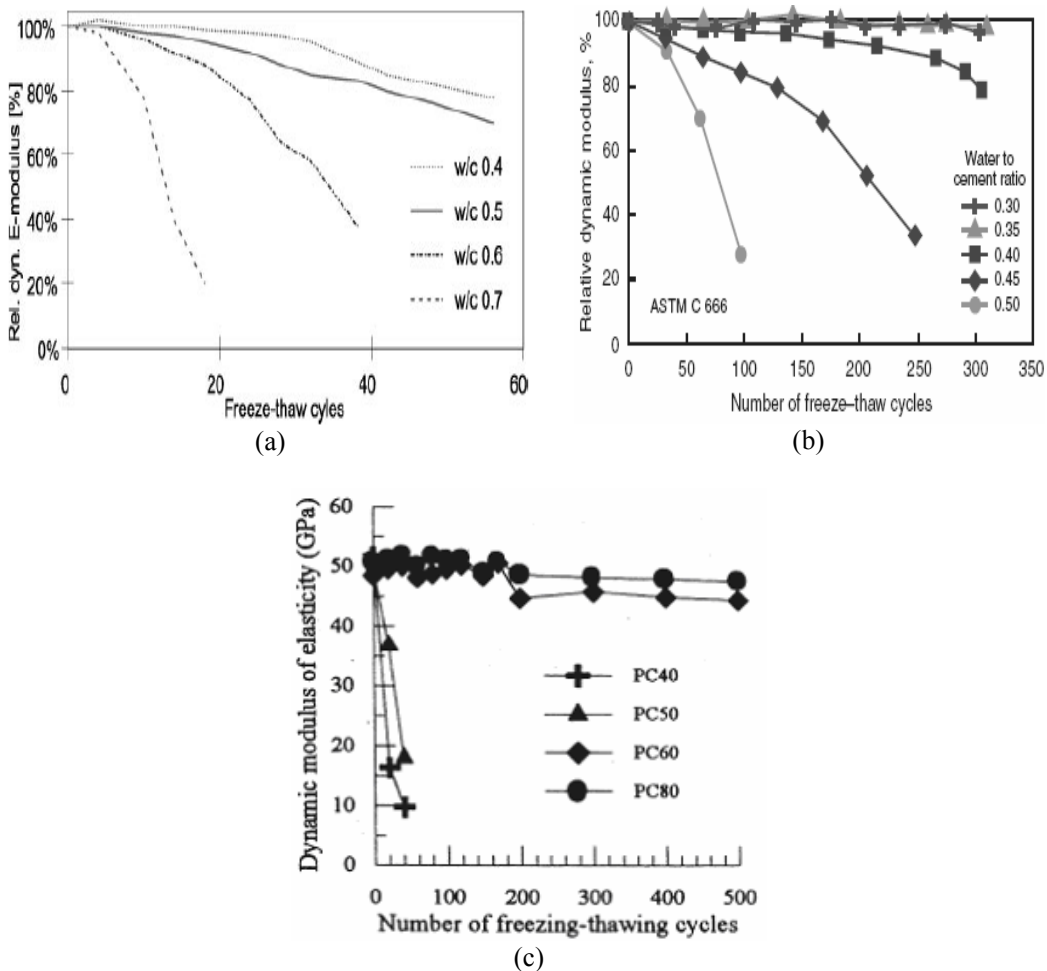 Rel. dyn. E-modulus [%]
100%
80%
60%
40%
20%
0%
w/c 0.4
w/c 0.5
w/c 0.6
w/c 0.7
0 20 40 60
Freeze-thaw cyles
(a)
Relative dynamic modulus, %
100
80
60
40
20
0
Water to
cement ratio
0.30
0.35
0.40
0.45
0.50
ASTM C 666
0 50 100 150 200 250 300 350
Number of freeze–thaw cycles
(b)
Dynamic modulus of elasticity (GPa)
60
50
40
30
20
10
0
PC40
PC50
PC60
PC80
0 100 200 300 400 500
Number of freezing-thawing cycles
(c)